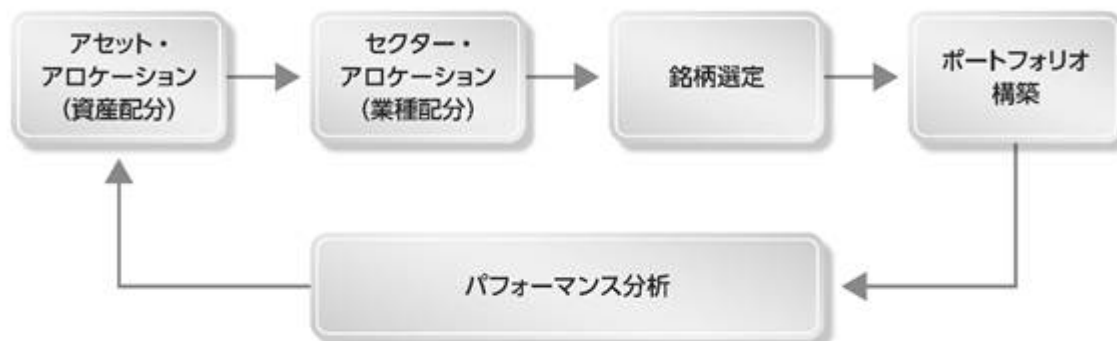 アセット・
アロケーション
（資産配分）
セクター・
アロケーション
（業種配分）
銘柄選定
ポートフォリオ
構築
パフォーマンス分析